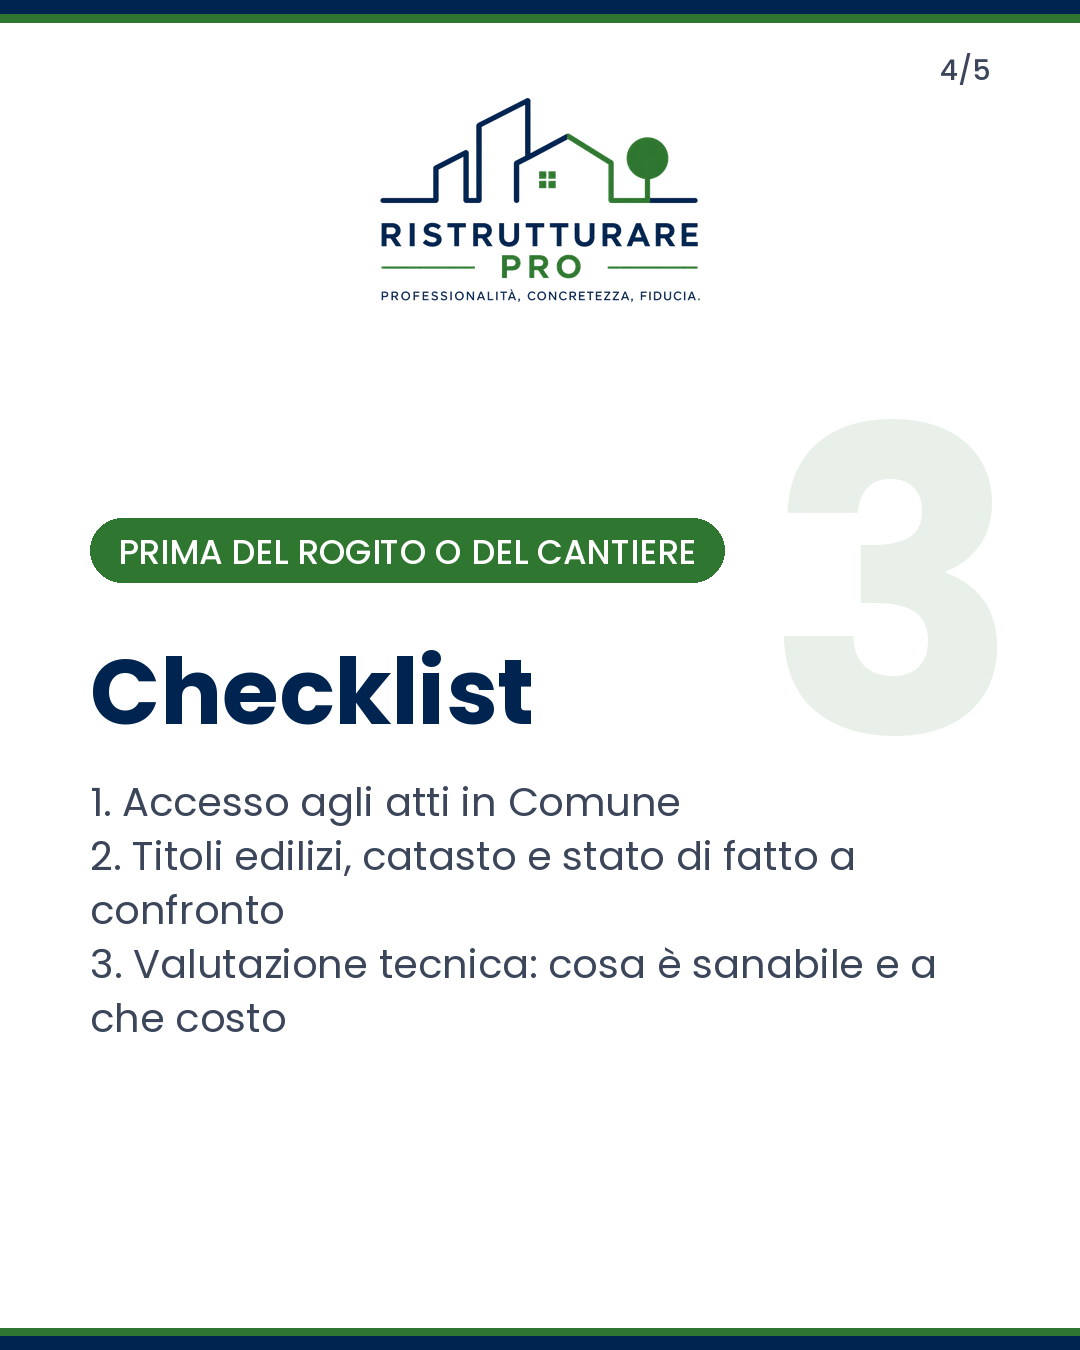 4/5
RISTRUTTURARE
PRO
PROFESSIONALITÀ, CONCRETEZZA, FIDUCIA.
3
PRIMA DEL ROGITO O DEL CANTIERE
Checklist
1. Accesso agli atti in Comune
2. Titoli edilizi, catasto e stato di fatto a
confronto
3. Valutazione tecnica: cosa è sanabile e a
che costo